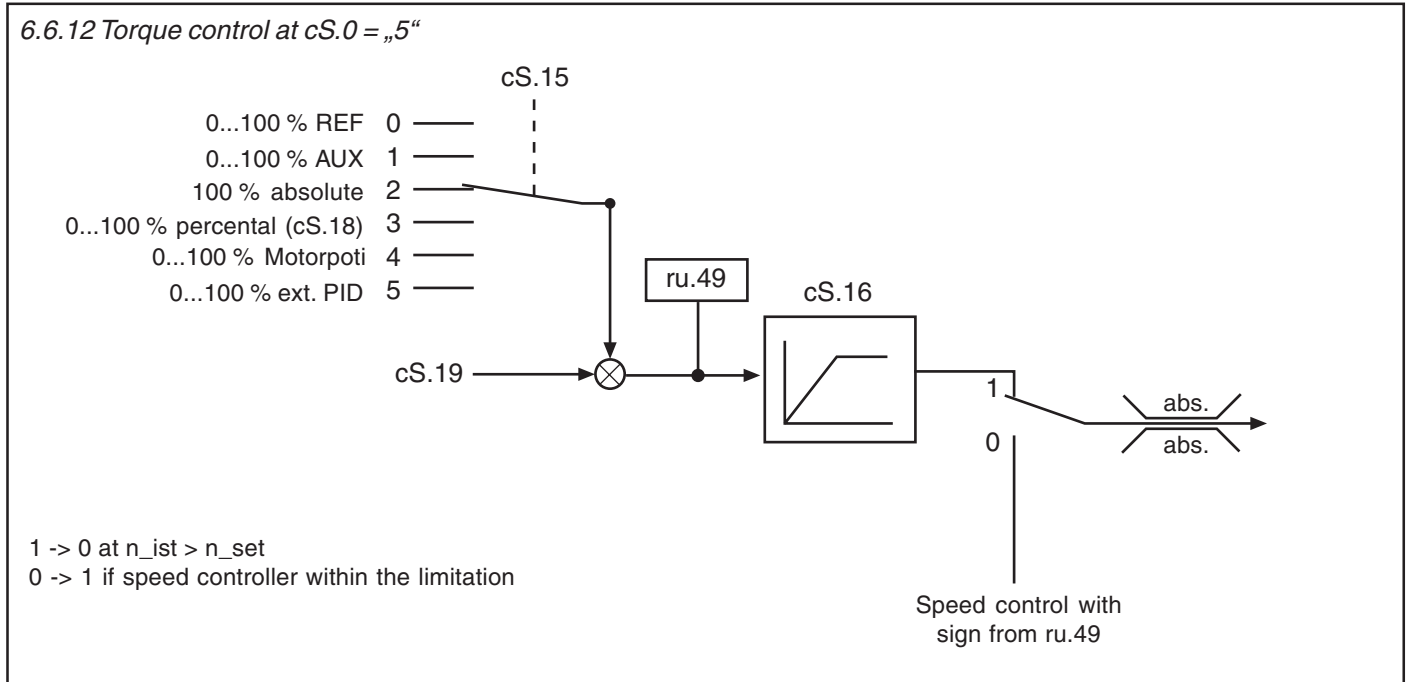 6.6.12 Torque control at cS.0 = „5“
cS.15
0...100 % REF 0
0...100 % AUX 1
100 % absolute 2
0...100 % percental (cS.18) 3
0...100 % Motorpoti 4
0...100 % ext. PID 5
ru.49
cS.16
cS.19
1
abs.
0
abs.
1 -> 0 at n_ist > n_set
0 -> 1 if speed controller within the limitation
Speed control with
sign from ru.49